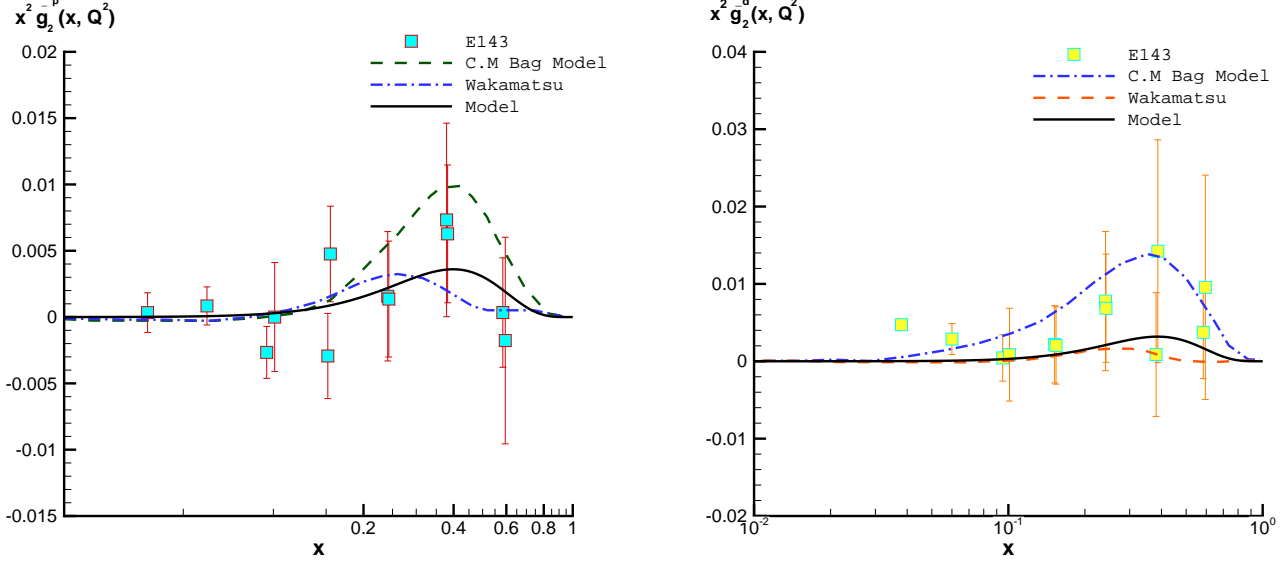 x² g̅₂ᵖ(x, Q²)
0.02
0.015
0.01
0.005
0
-0.005
-0.01
-0.015
0.2
0.4
0.6
0.8
1
x
E143
C.M Bag Model
Wakamatsu
Model
x² g̅₂ᵈ(x, Q²)
0.04
0.03
0.02
0.01
0
-0.01
-0.02
10⁻²
10⁻¹
10⁰
x
E143
C.M Bag Model
Wakamatsu
Model